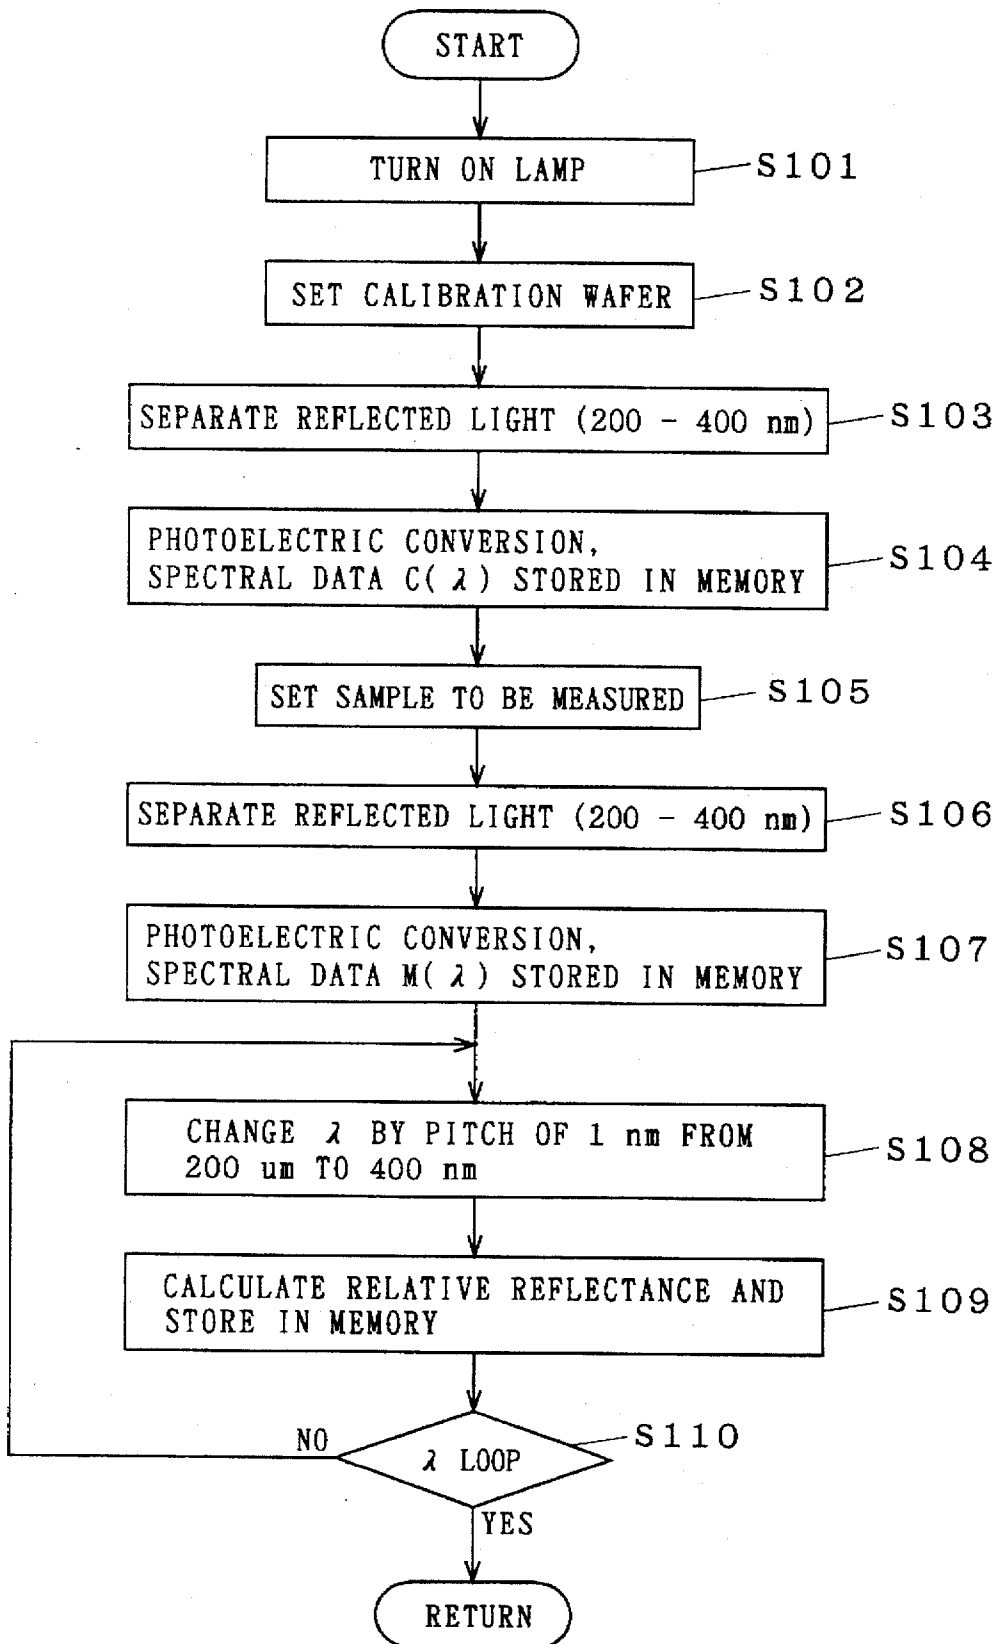 START
TURN ON LAMP
S101
SET CALIBRATION WAFER
S102
SEPARATE REFLECTED LIGHT (200 - 400 nm)
S103
PHOTOELECTRIC CONVERSION,
SPECTRAL DATA C(λ) STORED IN MEMORY
S104
SET SAMPLE TO BE MEASURED
S105
SEPARATE REFLECTED LIGHT (200 - 400 nm)
S106
PHOTOELECTRIC CONVERSION,
SPECTRAL DATA M(λ) STORED IN MEMORY
S107
CHANGE λ BY PITCH OF 1 nm FROM
200 um TO 400 nm
S108
CALCULATE RELATIVE REFLECTANCE AND
STORE IN MEMORY
S109
NO
λ LOOP
S110
YES
RETURN